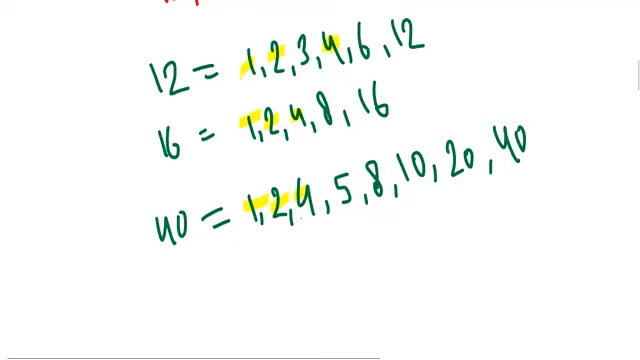 12 = 1, 2, 3, 4, 6, 12
16 = 1, 2, 4, 8, 16
40 = 1, 2, 4, 5, 8, 10, 20, 40